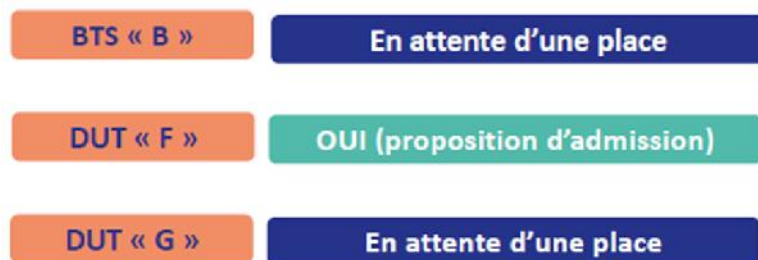 BTS « B » En attente d’une place
DUT « F » OUI (proposition d’admission)
DUT « G » En attente d’une place